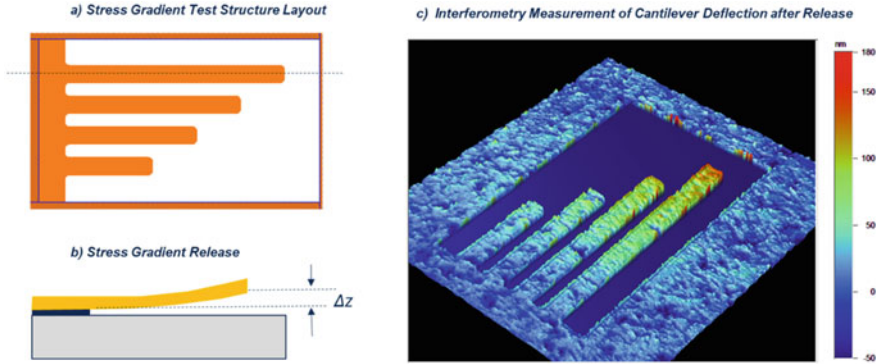 a) Stress Gradient Test Structure Layout
b) Stress Gradient Release
Δz
c) Interferometry Measurement of Cantilever Deflection after Release
nm
180
150
100
50
0
-50